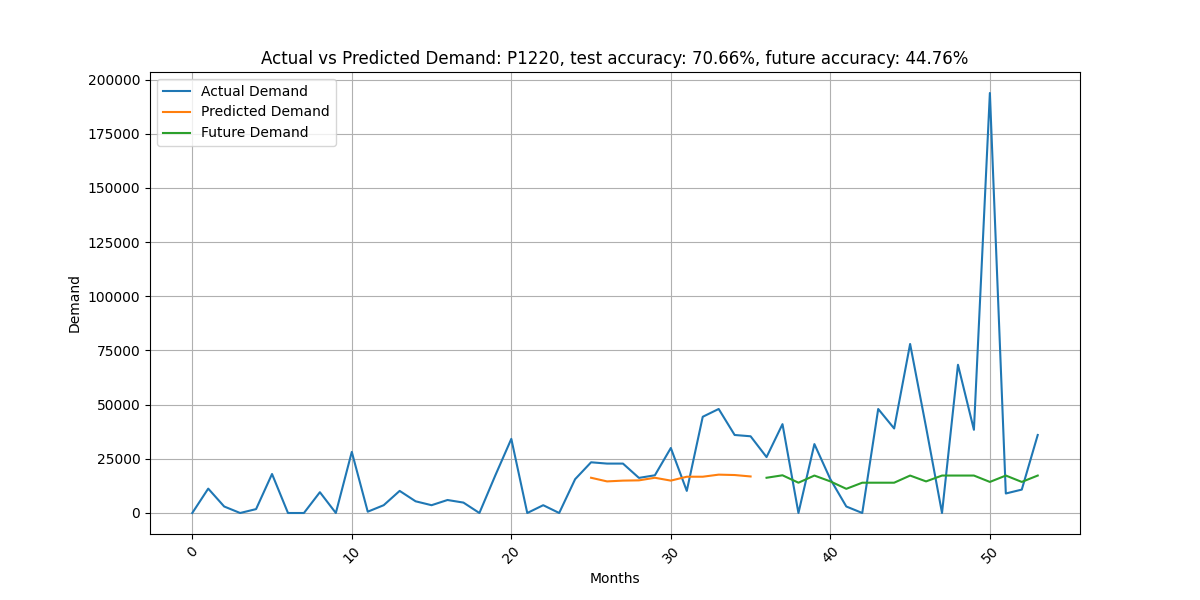 Actual vs Predicted Demand: P1220, test accuracy: 70.66%, future accuracy: 44.76%
Actual Demand
Predicted Demand
Future Demand
200000
175000
150000
125000
100000
75000
50000
25000
0
Demand
0
10
20
30
40
50
Months